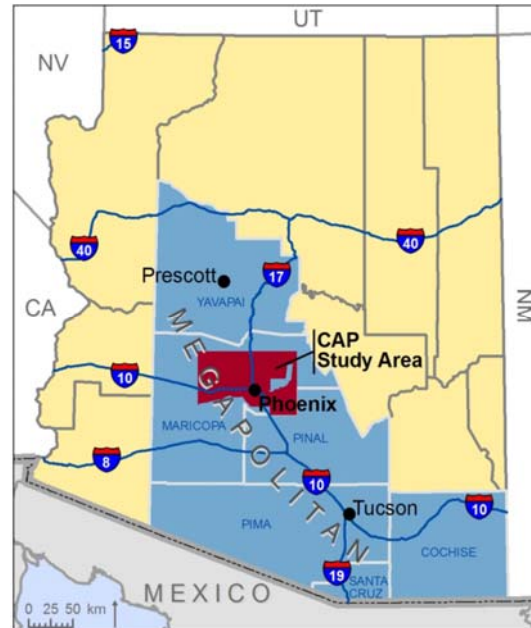 UT
NV
15
40
40
17
Prescott
YAVAPAI
CA
NM
CAP
Study Area
MEGAPOLITAN
10
Phoenix
MARICOPA
PINAL
8
10
10
Tucson
PIMA
COCHISE
19
SANTA
CRUZ
MEXICO
0 25 50 km